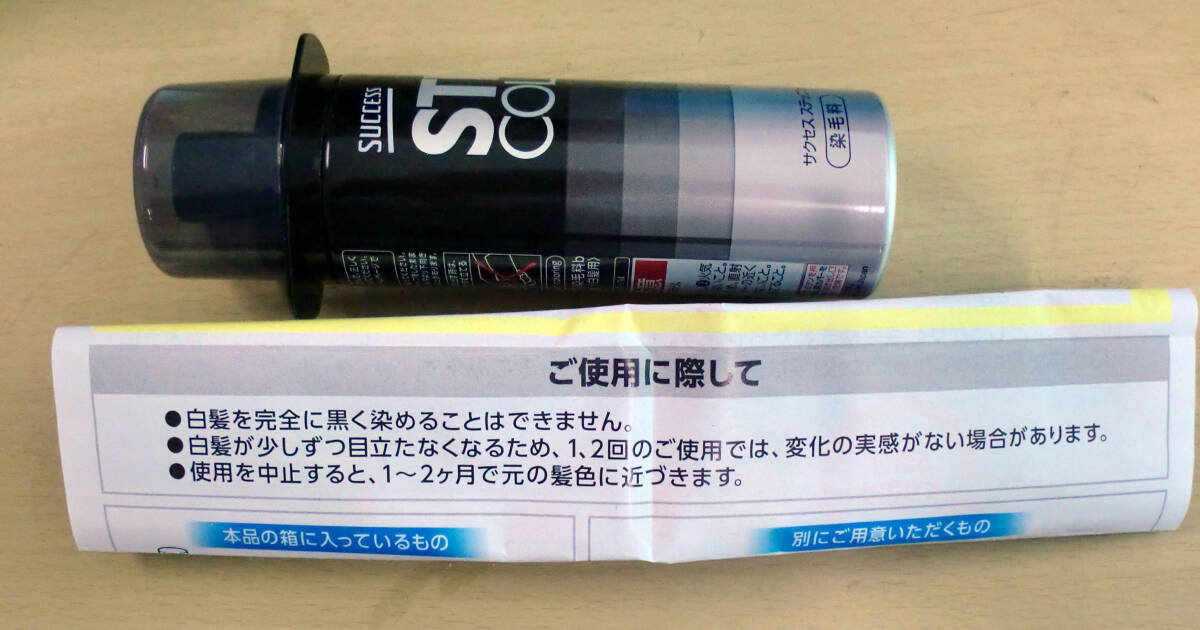 SUCCESS
ST
COL
サクセス ステップ
染毛料
ご使用に際して
●白髪を完全に黒く染めることはできません。
●白髪が少しずつ目立たなくなるため、1、2回のご使用では、変化の実感がない場合があります。
●使用を中止すると、1〜2ヶ月で元の髪色に近づきます。
本品の箱に入っているもの
別にご用意いただくもの